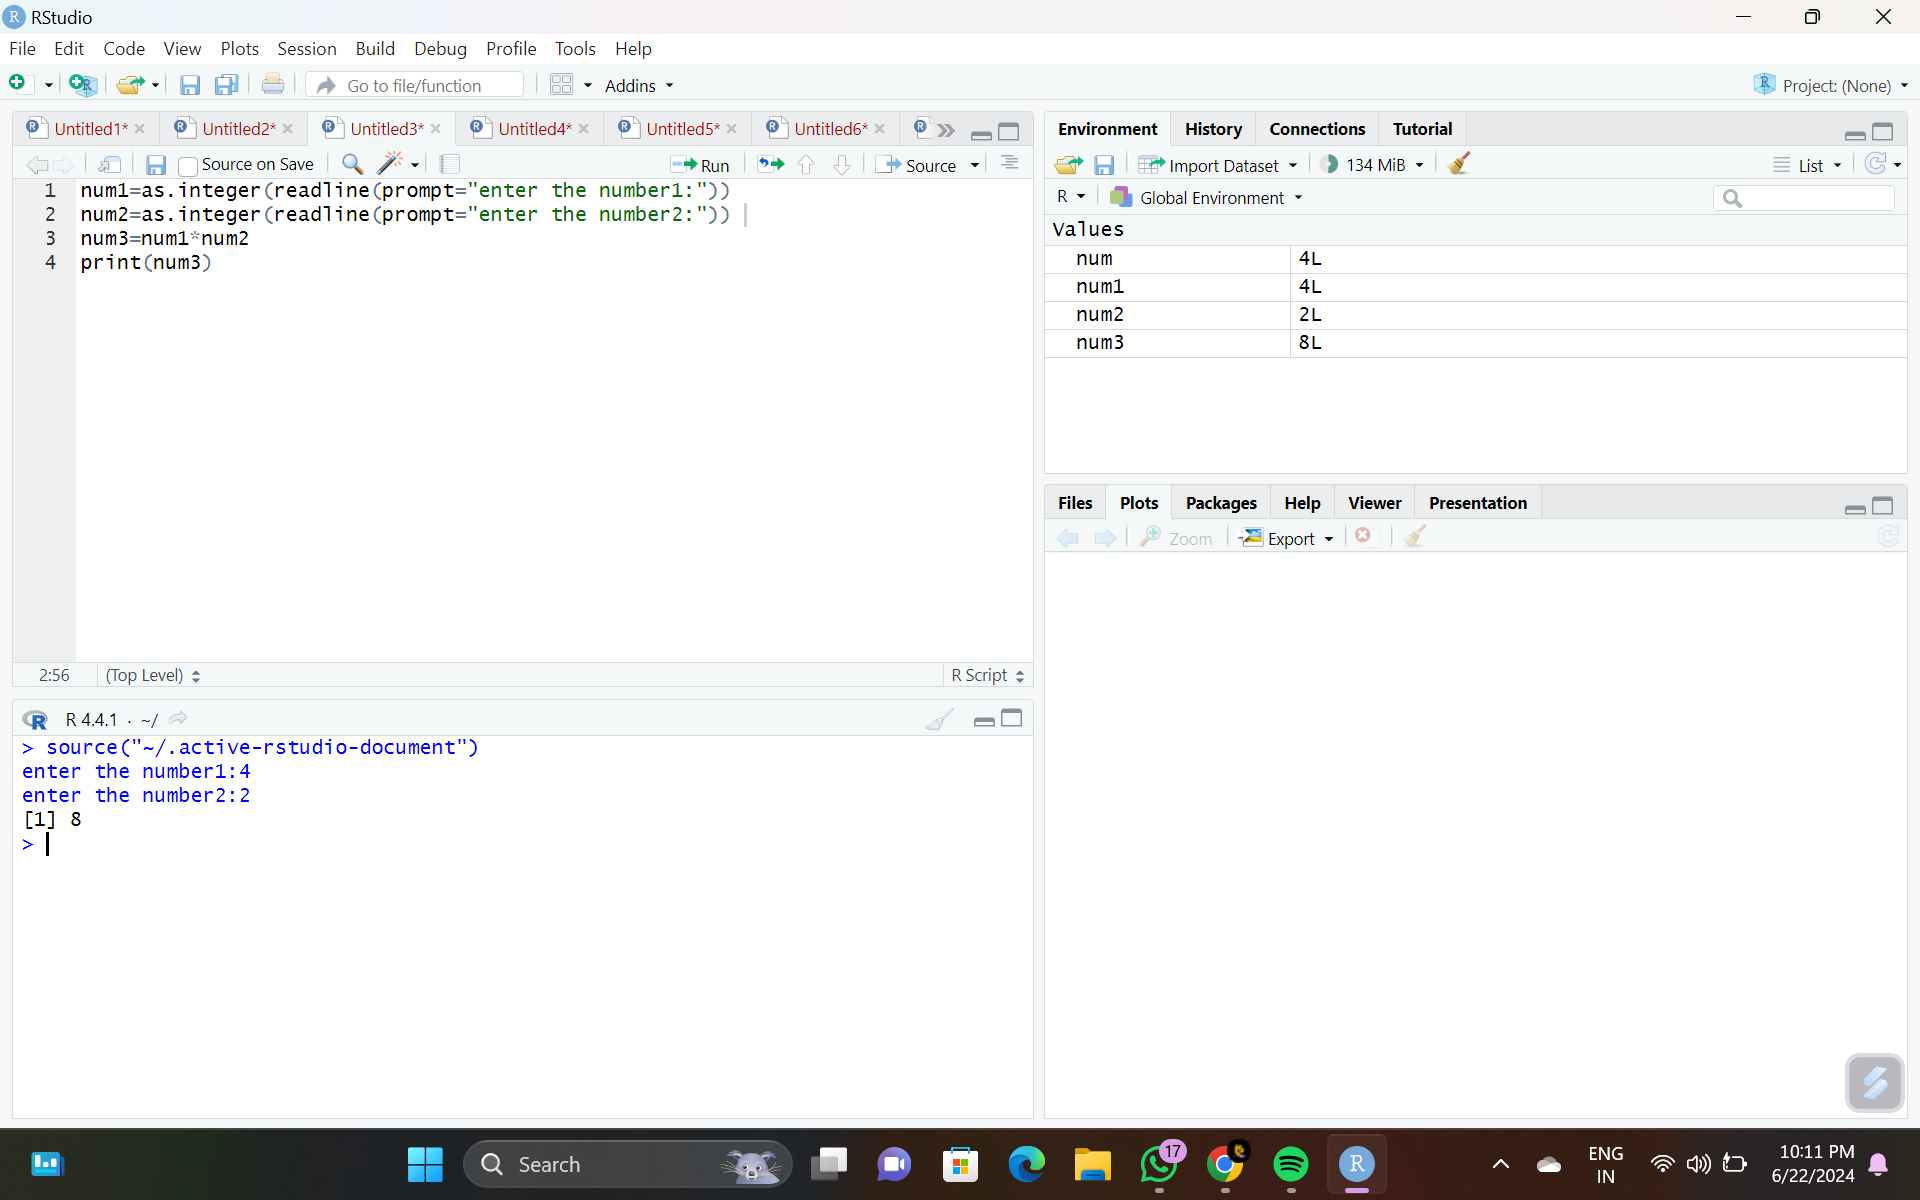 RStudio
File Edit Code View Plots Session Build Debug Profile Tools Help
Go to file/function Addins Project: (None)
Untitled1* Untitled2* Untitled3* Untitled4* Untitled5* Untitled6*
Source on Save Run Source
1 num1=as.integer(readline(prompt="enter the number1:"))
2 num2=as.integer(readline(prompt="enter the number2:"))
3 num3=num1*num2
4 print(num3)
2:56 (Top Level) R Script
R 4.4.1 · ~/
> source("~/.active-rstudio-document")
enter the number1:4
enter the number2:2
[1] 8
>
Environment History Connections Tutorial
Import Dataset 134 MiB List
R Global Environment
Values
num 4L
num1 4L
num2 2L
num3 8L
Files Plots Packages Help Viewer Presentation
Zoom Export
Search
17
R
ENG
IN
10:11 PM
6/22/2024